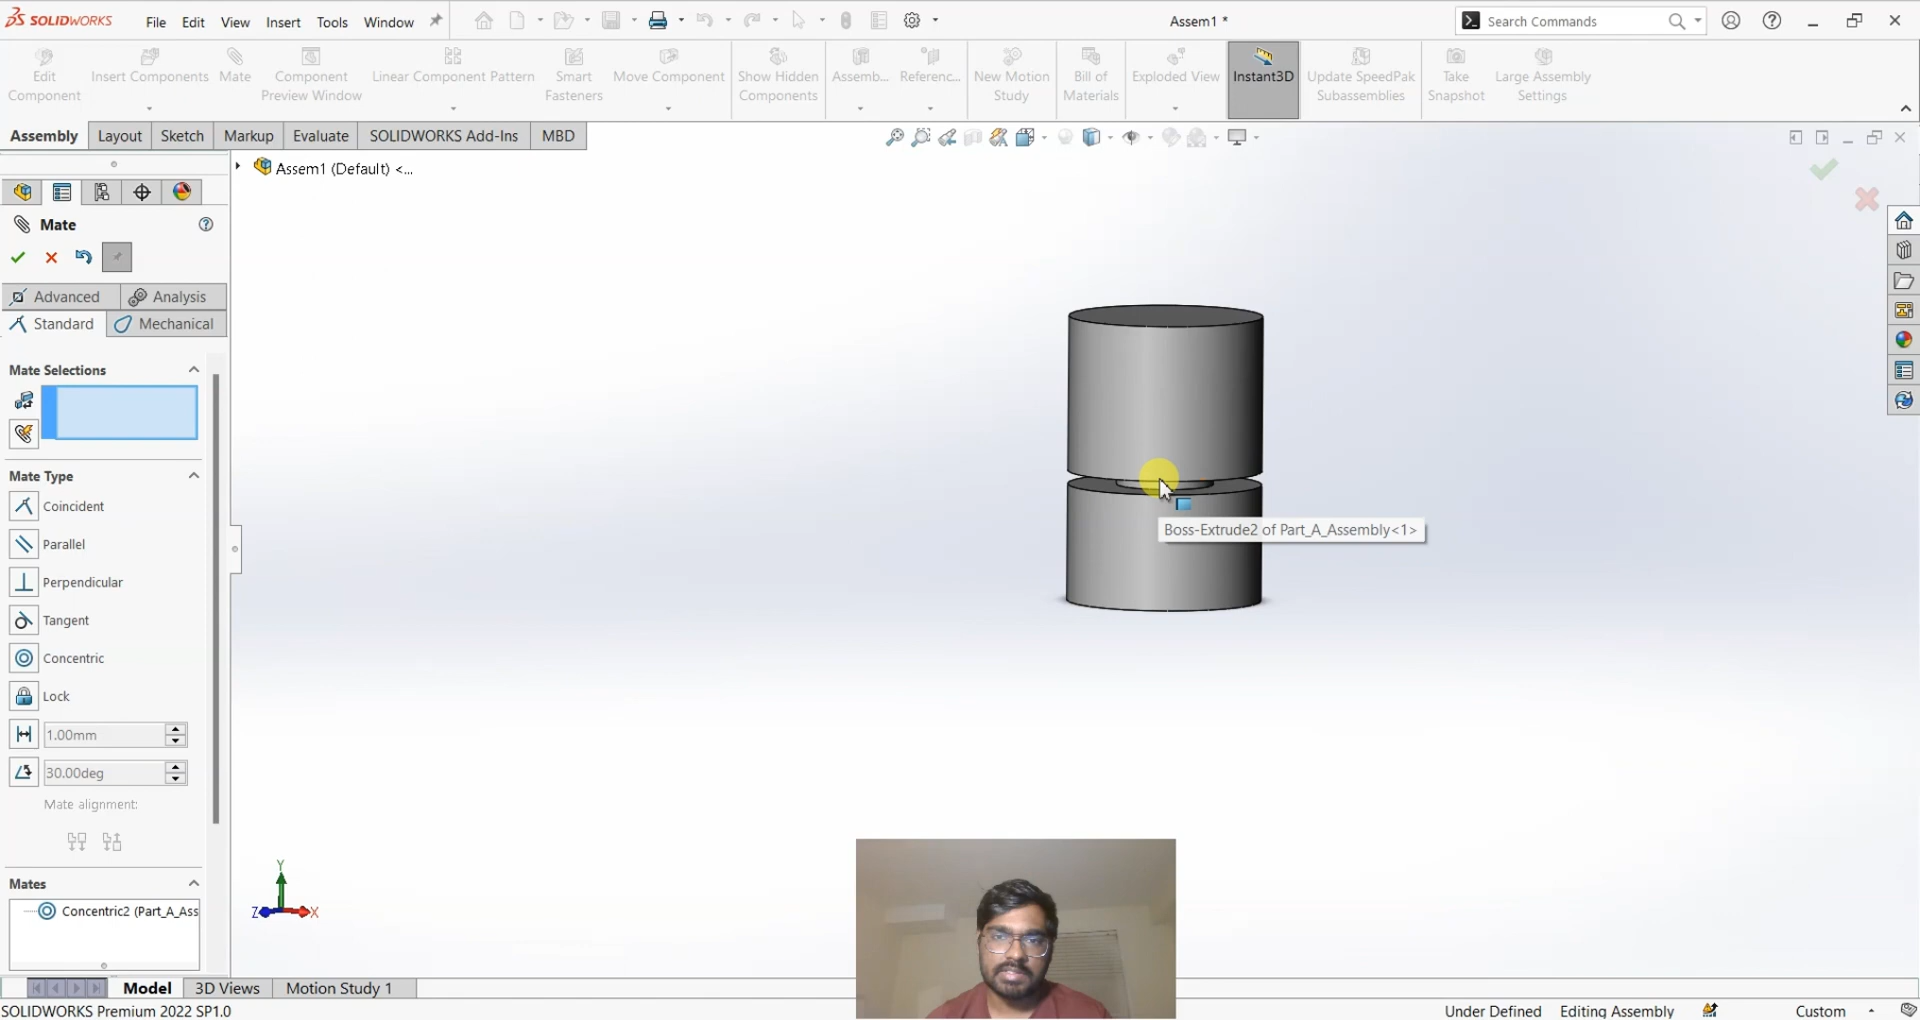 SOLIDWORKS File Edit View Insert Tools Window Assem1 * Search Commands
Edit Component
Insert Components
Mate
Component Preview Window
Linear Component Pattern
Smart Fasteners
Move Component
Show Hidden Components
Assemb...
Referenc...
New Motion Study
Bill of Materials
Exploded View
Instant3D
Update SpeedPak Subassemblies
Take Snapshot
Large Assembly Settings
Assembly Layout Sketch Markup Evaluate SOLIDWORKS Add-Ins MBD
Assem1 (Default) <...
Mate
Advanced Analysis
Standard Mechanical
Mate Selections
Mate Type
Coincident
Parallel
Perpendicular
Tangent
Concentric
Lock
1.00mm
30.00deg
Mate alignment:
Mates
Concentric2 (Part_A_Ass
Boss-Extrude2 of Part_A_Assembly<1>
Y
Z X
Model 3D Views Motion Study 1
SOLIDWORKS Premium 2022 SP1.0 Under Defined Editing Assembly Custom